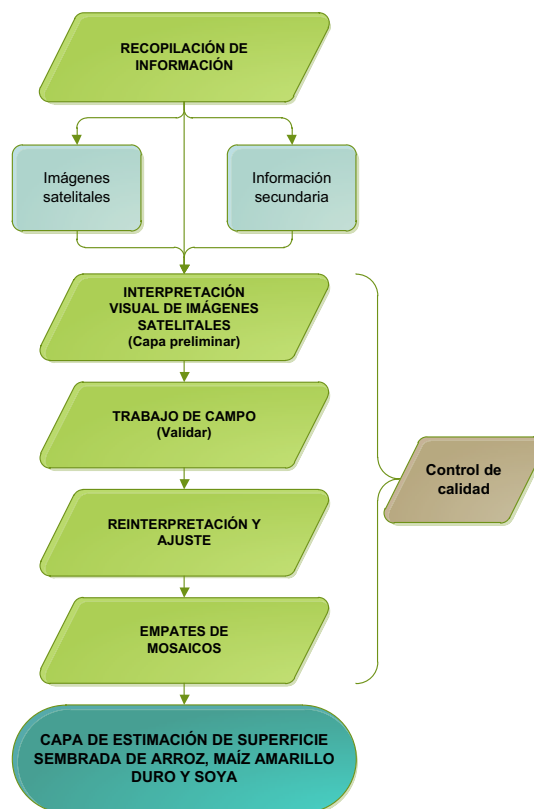 RECOPILACIÓN DE
INFORMACIÓN
Imágenes
satelitales
Información
secundaria
INTERPRETACIÓN
VISUAL DE IMÁGENES
SATELITALES
(Capa preliminar)
TRABAJO DE CAMPO
(Validar)
Control de
calidad
REINTERPRETACIÓN Y
AJUSTE
EMPATES DE
MOSAICOS
CAPA DE ESTIMACIÓN DE SUPERFICIE
SEMBRADA DE ARROZ, MAÍZ AMARILLO
DURO Y SOYA